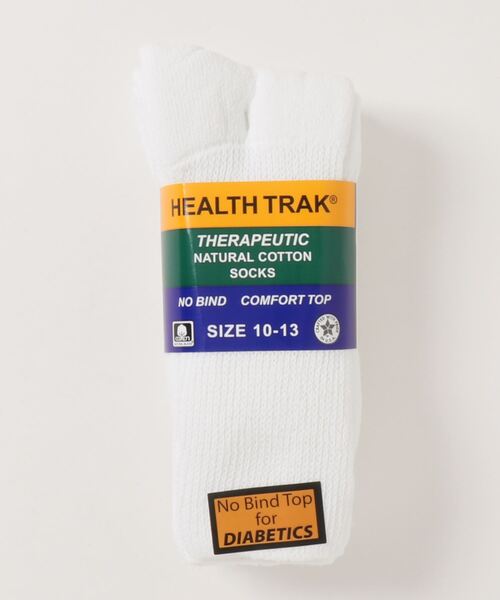 HEALTH TRAK®
THERAPEUTIC
NATURAL COTTON
SOCKS
NO BIND COMFORT TOP
SIZE 10-13
No Bind Top
for
DIABETICS